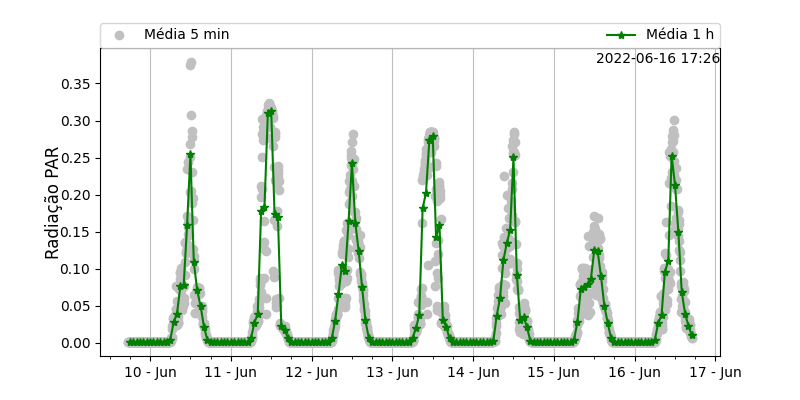 Média 5 min
Média 1 h
2022-06-16 17:26
Radiação PAR
0.35
0.30
0.25
0.20
0.15
0.10
0.05
0.00
10 - Jun
11 - Jun
12 - Jun
13 - Jun
14 - Jun
15 - Jun
16 - Jun
17 - Jun